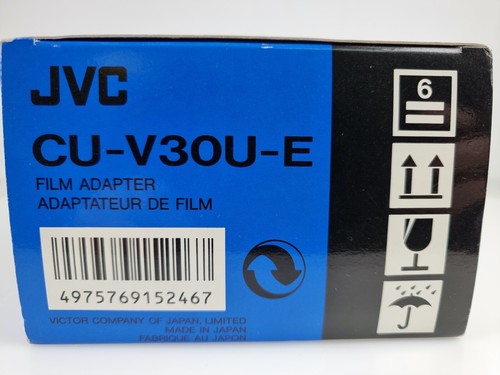 JVC
CU-V30U-E
FILM ADAPTER
ADAPTATEUR DE FILM
4975769152467
VICTOR COMPANY OF JAPAN, LIMITED
MADE IN JAPAN
FABRIQUE AU JAPON
6